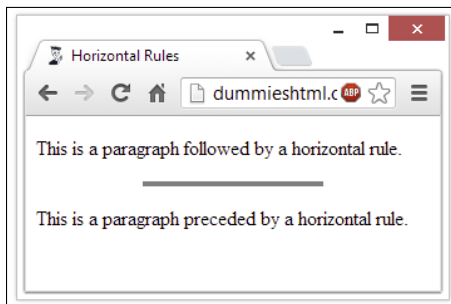 Horizontal Rules
dummieshtml.c
ABP
This is a paragraph followed by a horizontal rule.
This is a paragraph preceded by a horizontal rule.